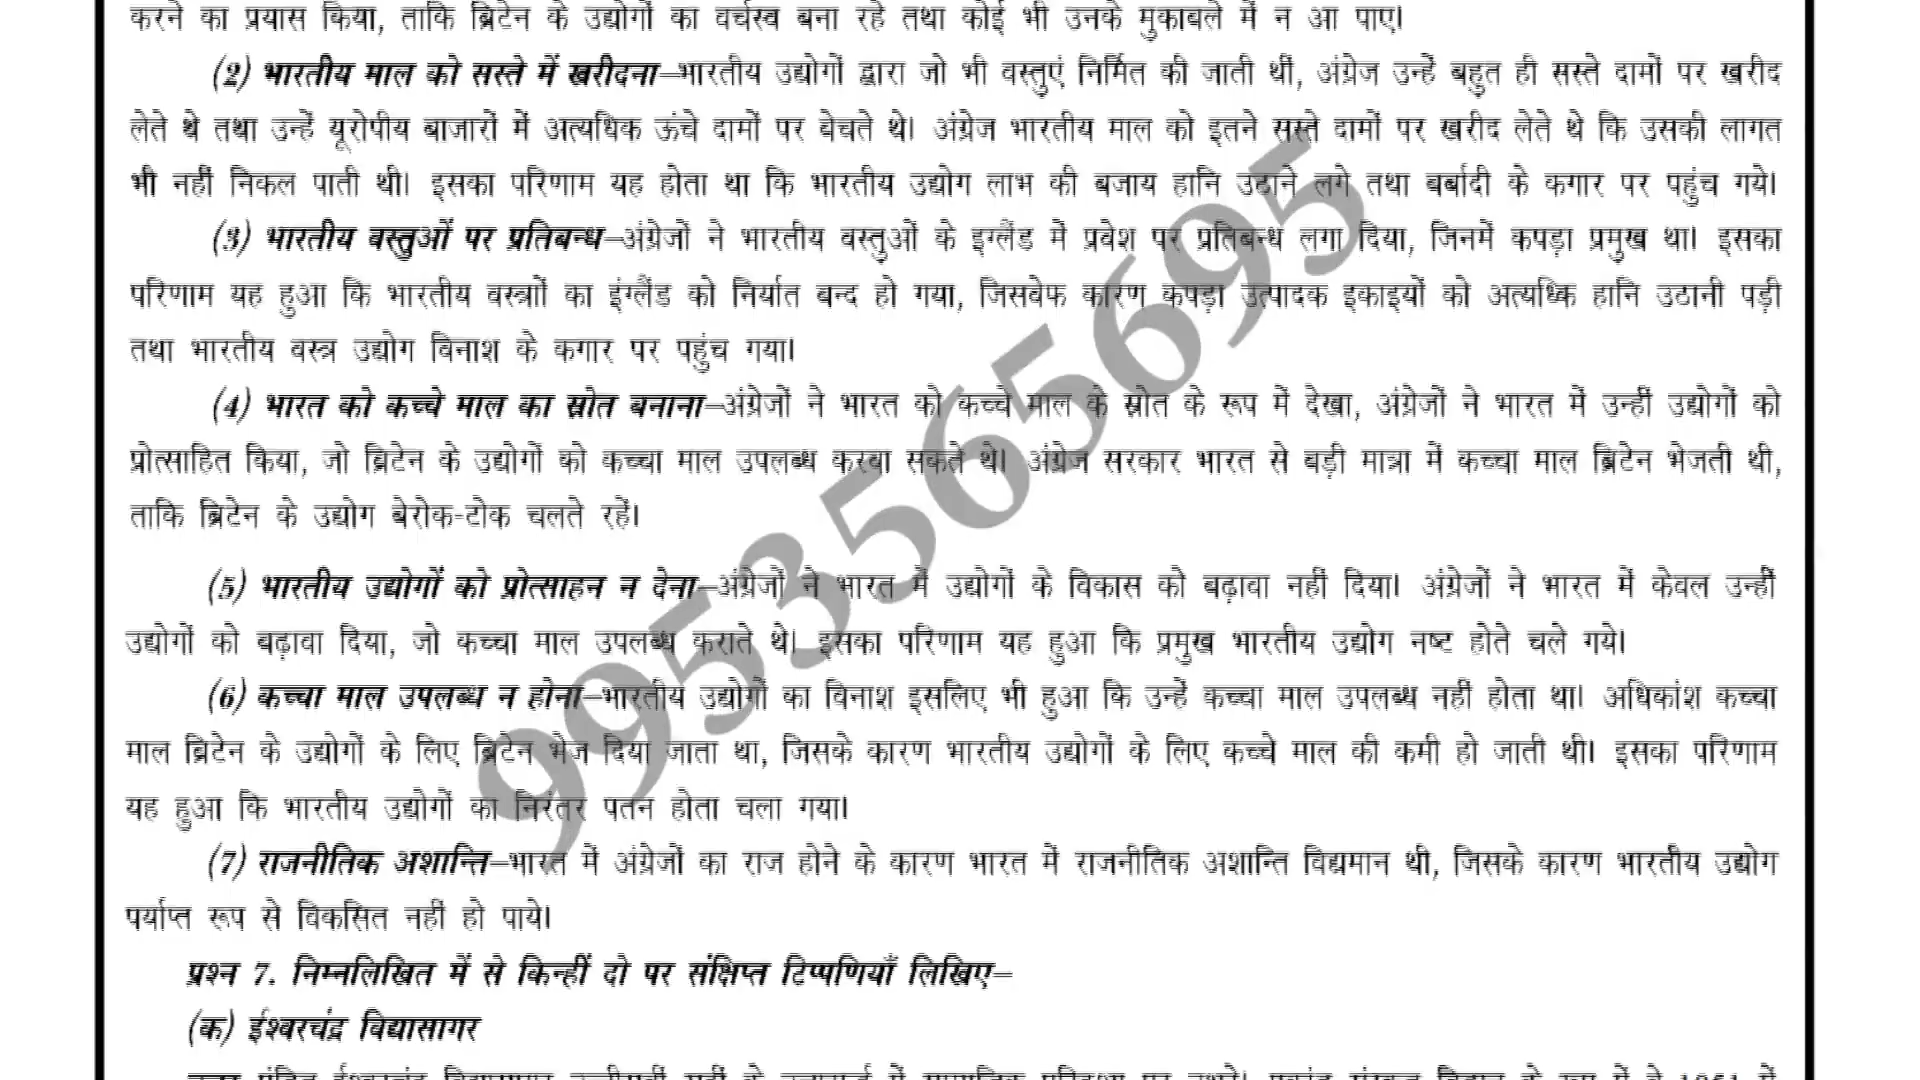 करने का प्रयास किया, ताकि ब्रिटेन के उद्योगों का वर्चस्व बना रहे तथा कोई भी उनके मुकाबले में न आ पाए।
(2) भारतीय माल को सस्ते में खरीदना–भारतीय उद्योगों द्वारा जो भी वस्तुएं निर्मित की जाती थीं, अंग्रेज उन्हें बहुत ही सस्ते दामों पर खरीद
लेते थे तथा उन्हें यूरोपीय बाजारों में अत्यधिक ऊंचे दामों पर बेचते थे। अंग्रेज भारतीय माल को इतने सस्ते दामों पर खरीद लेते थे कि उसकी लागत
भी नहीं निकल पाती थी। इसका परिणाम यह होता था कि भारतीय उद्योग लाभ की बजाय हानि उठाने लगे तथा बर्बादी के कगार पर पहुंच गये।
(3) भारतीय वस्तुओं पर प्रतिबन्ध–अंग्रेजों ने भारतीय वस्तुओं के इग्लैंड में प्रवेश पर प्रतिबन्ध लगा दिया, जिनमें कपड़ा प्रमुख था। इसका
परिणाम यह हुआ कि भारतीय वस्त्राों का इंग्लैंड को निर्यात बन्द हो गया, जिसवेफ कारण कपड़ा उत्पादक इकाइयों को अत्यध्कि हानि उठानी पड़ी
तथा भारतीय वस्त्र उद्योग विनाश के कगार पर पहुंच गया।
(4) भारत को कच्चे माल का स्रोत बनाना–अंग्रेजों ने भारत को कच्चे माल के स्रोत के रूप में देखा, अंग्रेजों ने भारत में उन्हीं उद्योगों को
प्रोत्साहित किया, जो ब्रिटेन के उद्योगों को कच्चा माल उपलब्ध करवा सकते थे। अंग्रेज सरकार भारत से बड़ी मात्रा में कच्चा माल ब्रिटेन भेजती थी,
ताकि ब्रिटेन के उद्योग बेरोक-टोक चलते रहें।
(5) भारतीय उद्योगों को प्रोत्साहन न देना–अंग्रेजों ने भारत में उद्योगों के विकास को बढ़ावा नहीं दिया। अंग्रेजों ने भारत में केवल उन्हीं
उद्योगों को बढ़ावा दिया, जो कच्चा माल उपलब्ध कराते थे। इसका परिणाम यह हुआ कि प्रमुख भारतीय उद्योग नष्ट होते चले गये।
(6) कच्चा माल उपलब्ध न होना–भारतीय उद्योगों का विनाश इसलिए भी हुआ कि उन्हें कच्चा माल उपलब्ध नहीं होता था। अधिकांश कच्चा
माल ब्रिटेन के उद्योगों के लिए ब्रिटेन भेज दिया जाता था, जिसके कारण भारतीय उद्योगों के लिए कच्चे माल की कमी हो जाती थी। इसका परिणाम
यह हुआ कि भारतीय उद्योगों का निरंतर पतन होता चला गया।
(7) राजनीतिक अशान्ति–भारत में अंग्रेजों का राज होने के कारण भारत में राजनीतिक अशान्ति विद्यमान थी, जिसके कारण भारतीय उद्योग
पर्याप्त रूप से विकसित नहीं हो पाये।
प्रश्न 7. निम्नलिखित में से किन्हीं दो पर संक्षिप्त टिप्पणियाँ लिखिए–
(क) ईश्वरचंद्र विद्यासागर
9953565695